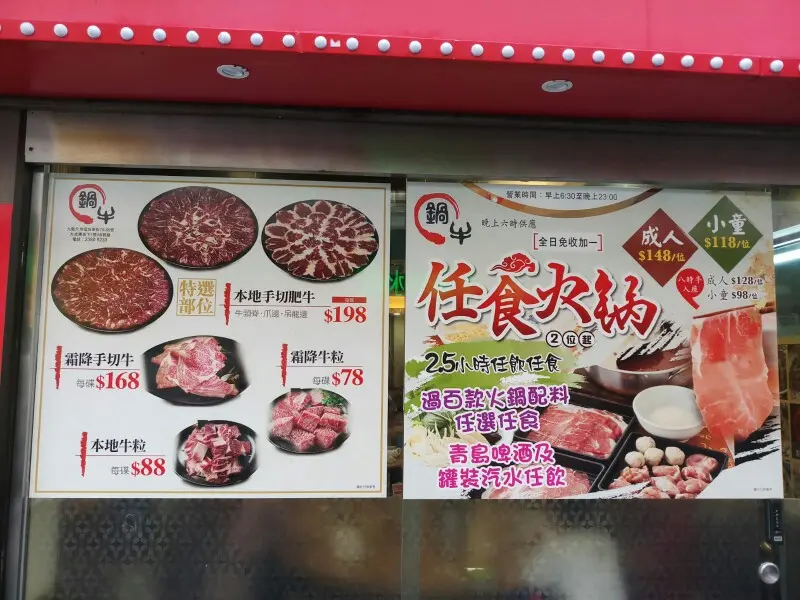 鍋牛
電話：2380 8233
特選
部位
本地手切肥牛
牛頸脊·爪邊·吊龍邊
$198
霜降手切牛
每碟$168
霜降牛粒
每碟$78
本地牛粒
每碟$88
營業時間：早上6:30至晚上23:00
鍋牛
晚上六時供應
[全日免收加一]
成人
$148/位
小童
$118/位
八時半
入座
成人$128/位
小童 $98/位
任食火锅
2位起
2.5小時任飲任食
過百款火鍋配料
任選任食
青島啤酒及
罐裝汽水任飲